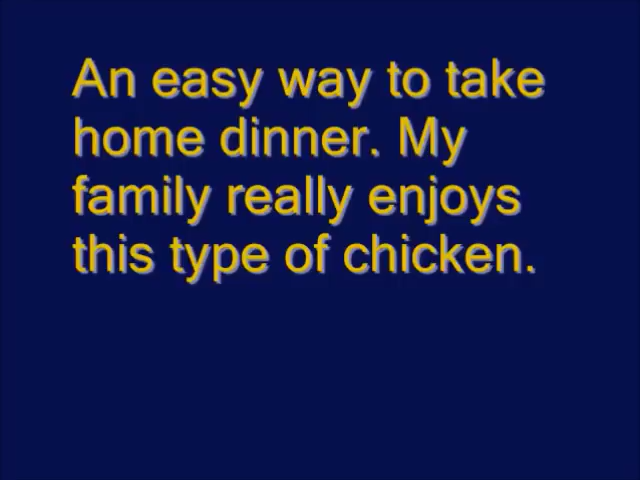 An easy way to take
home dinner. My
family really enjoys
this type of chicken.